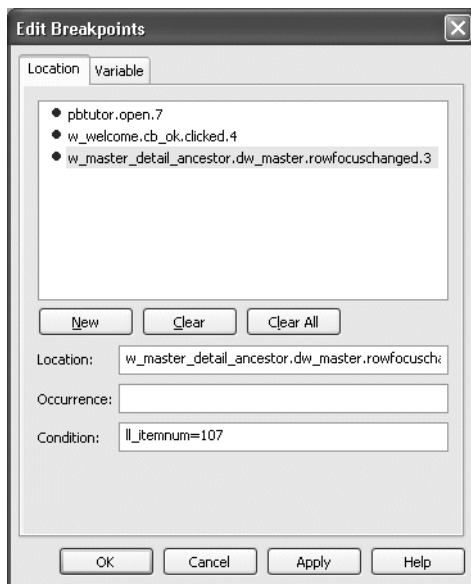 Edit Breakpoints
Location Variable
pbtutor.open.7
w_welcome.cb_ok.clicked.4
w_master_detail_ancestor.dw_master.rowfocuschanged.3
New Clear Clear All
Location: w_master_detail_ancestor.dw_master.rowfocuscha
Occurrence:
Condition: ll_itemnum=107
OK Cancel Apply Help